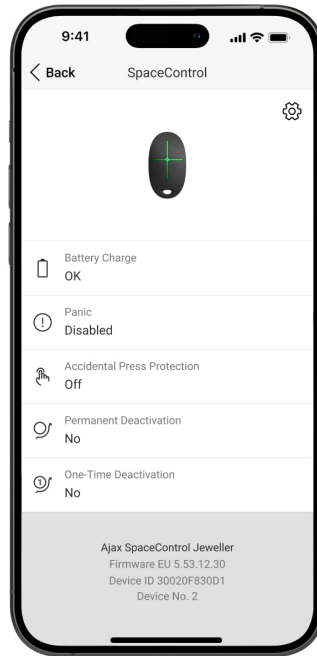 9:41
Back
SpaceControl
Battery Charge
OK
Panic
Disabled
Accidental Press Protection
Off
Permanent Deactivation
No
1
One-Time Deactivation
No
Ajax SpaceControl Jeweller
Firmware EU 5.53.12.30
Device ID 30020F830D1
Device No. 2